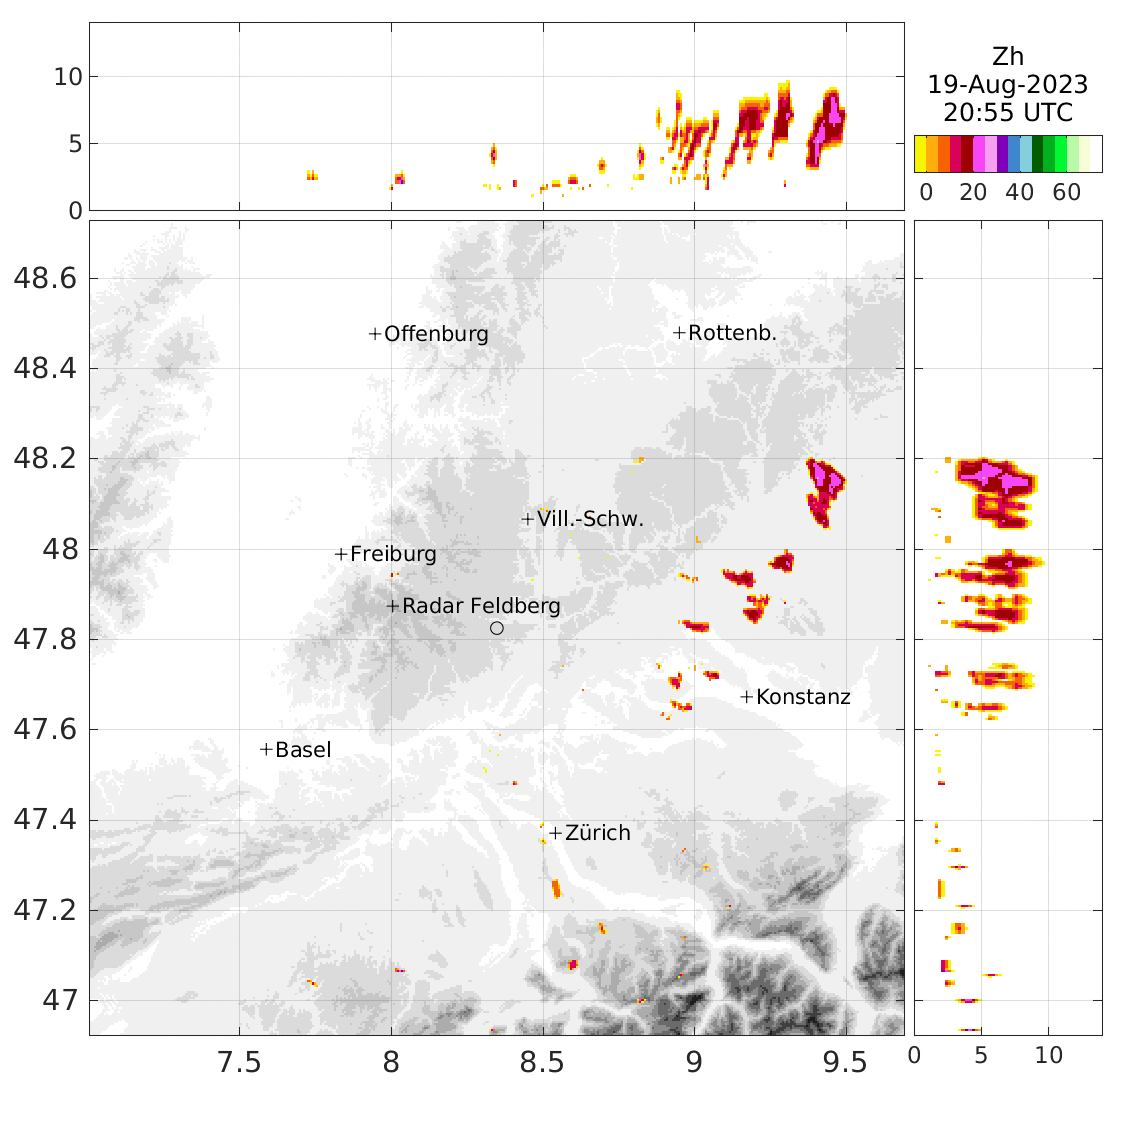 Zh
19-Aug-2023
20:55 UTC
0 20 40 60
10
5
0
48.6
48.4
48.2
48
47.8
47.6
47.4
47.2
47
+Offenburg
+Rottenb.
+Vill.-Schw.
+Freiburg
+Radar Feldberg
+Konstanz
+Basel
+Zürich
7.5 8 8.5 9 9.5
0 5 10